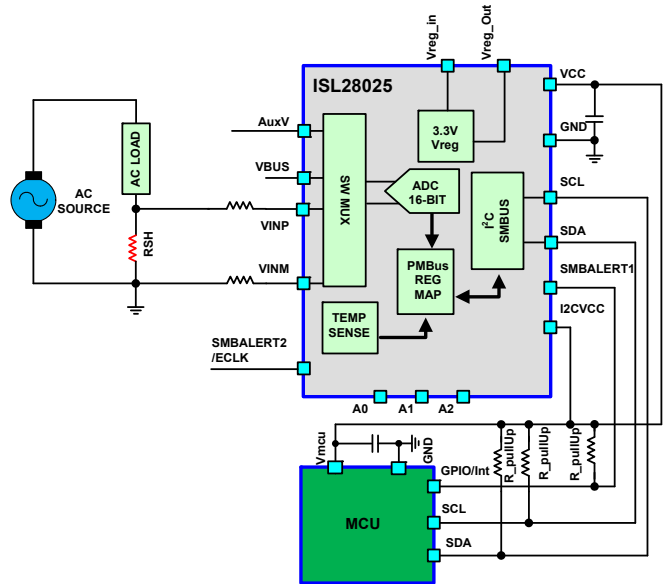 Vreg_in
Vreg_Out
ISL28025
VCC
AuxV
3.3V
Vreg
GND
VBUS
SW MUX
ADC
16-BIT
I²C
SMBUS
SCL
AC LOAD
AC
SOURCE
VINP
SDA
RSH
PMBus
REG
MAP
SMBALERT1
VINM
I2CVCC
TEMP
SENSE
SMBALERT2
/ECLK
A0
A1
A2
Vmcu
GND
R_pullUp
R_pullUp
R_pullUp
GPIO/Int
MCU
SCL
SDA